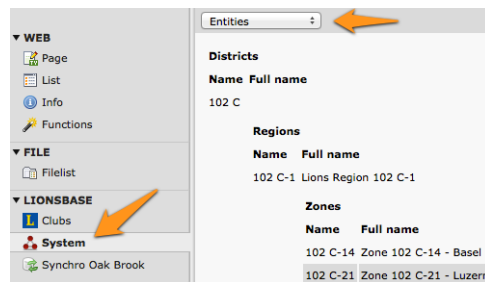 Entities
WEB
Page
List
Info
Functions
FILE
Filelist
LIONSBASE
L Clubs
System
Synchro Oak Brook
Districts
Name Full name
102 C
Regions
Name Full name
102 C-1 Lions Region 102 C-1
Zones
Name Full name
102 C-14 Zone 102 C-14 - Basel
102 C-21 Zone 102 C-21 - Luzern